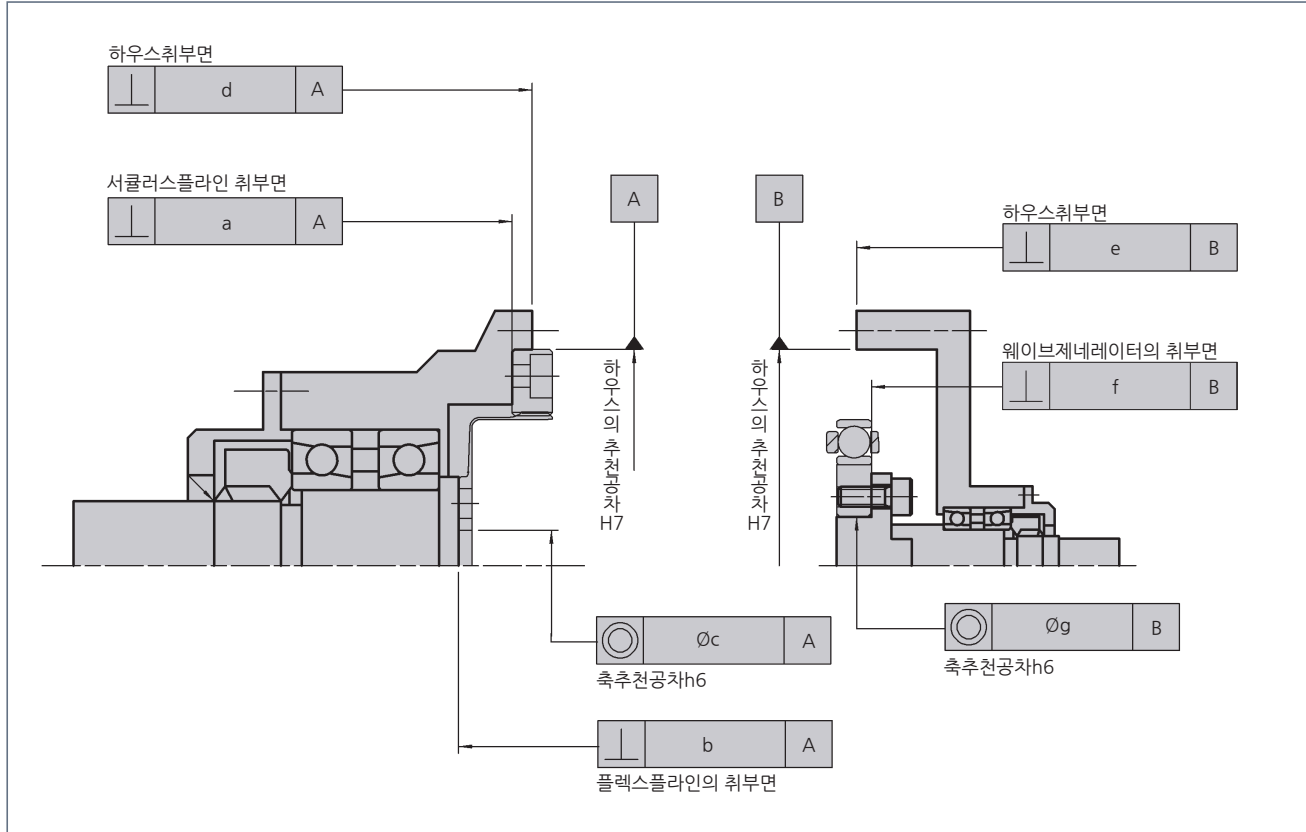 하우스취부면
d A
서큘러스플라인 취부면
a A
A
B
하우스취부면
e B
웨이브제네레이터의 취부면
f B
하우스의 추천공차
H7
하우스의 추천공차
H7
Øc A
축추천공차h6
Øg B
축추천공차h6
b A
플렉스플라인의 취부면